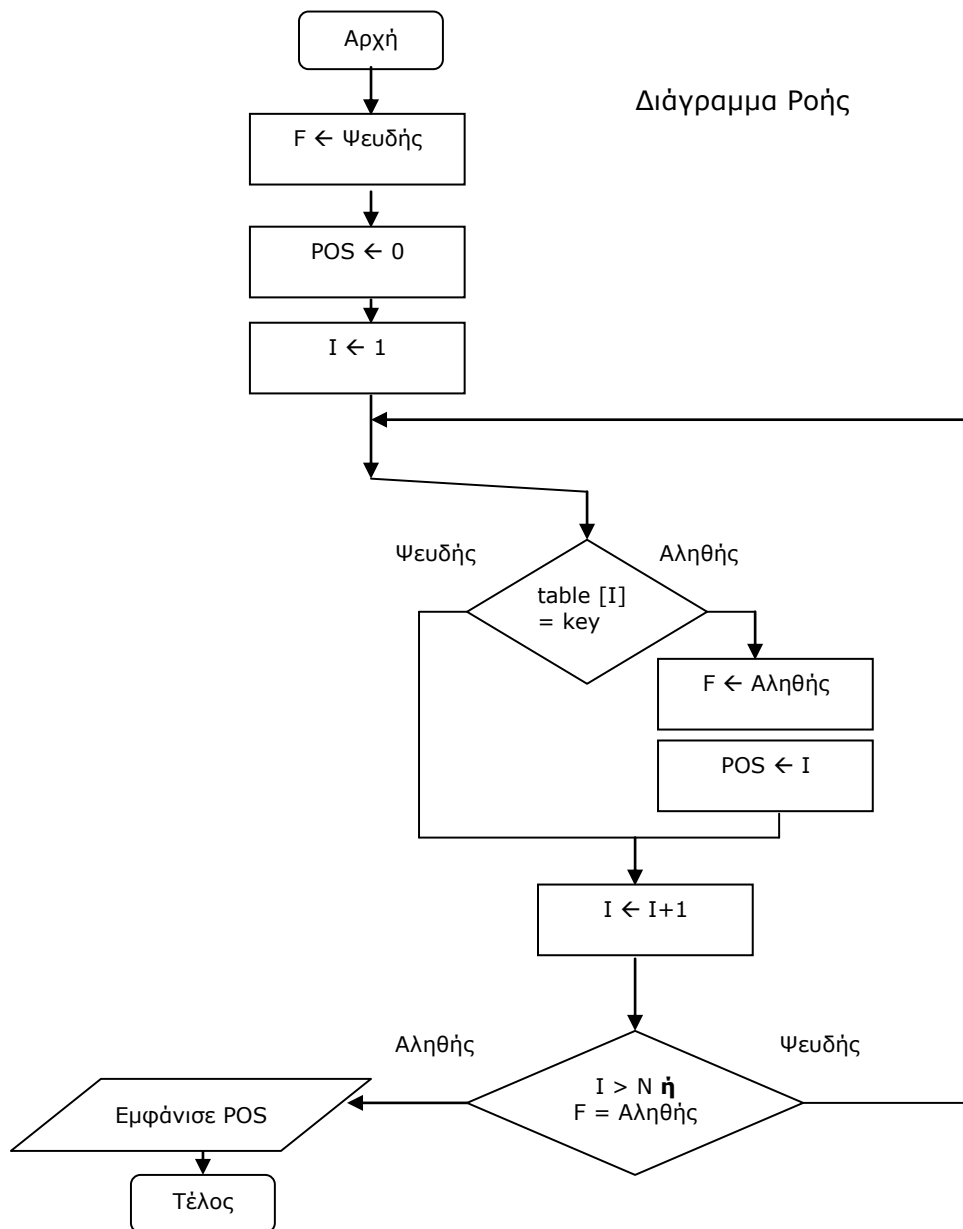 Αρχή
Διάγραμμα Ροής
F ← Ψευδής
POS ← 0
I ← 1
Ψευδής
Αληθής
table [I]
= key
F ← Αληθής
POS ← I
I ← I+1
Αληθής
Ψευδής
I > N ή
F = Αληθής
Εμφάνισε POS
Τέλος